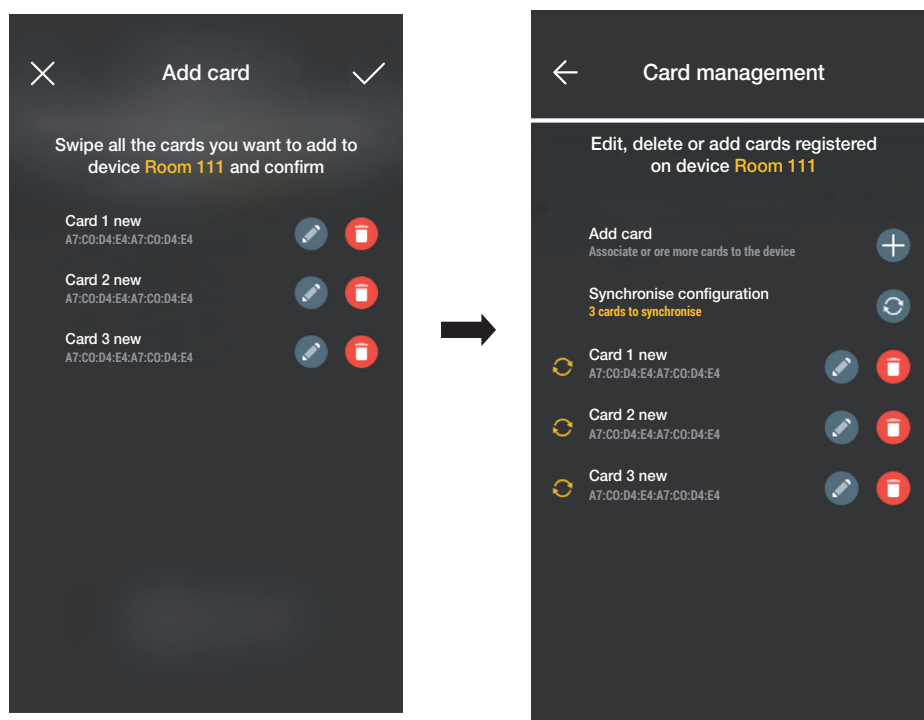 Add card
Swipe all the cards you want to add to
device Room 111 and confirm
Card 1 new
A7:C0:D4:E4:A7:C0:D4:E4
Card 2 new
A7:C0:D4:E4:A7:C0:D4:E4
Card 3 new
A7:C0:D4:E4:A7:C0:D4:E4
Card management
Edit, delete or add cards registered
on device Room 111
Add card
Associate or ore more cards to the device
Synchronise configuration
3 cards to synchronise
Card 1 new
A7:C0:D4:E4:A7:C0:D4:E4
Card 2 new
A7:C0:D4:E4:A7:C0:D4:E4
Card 3 new
A7:C0:D4:E4:A7:C0:D4:E4